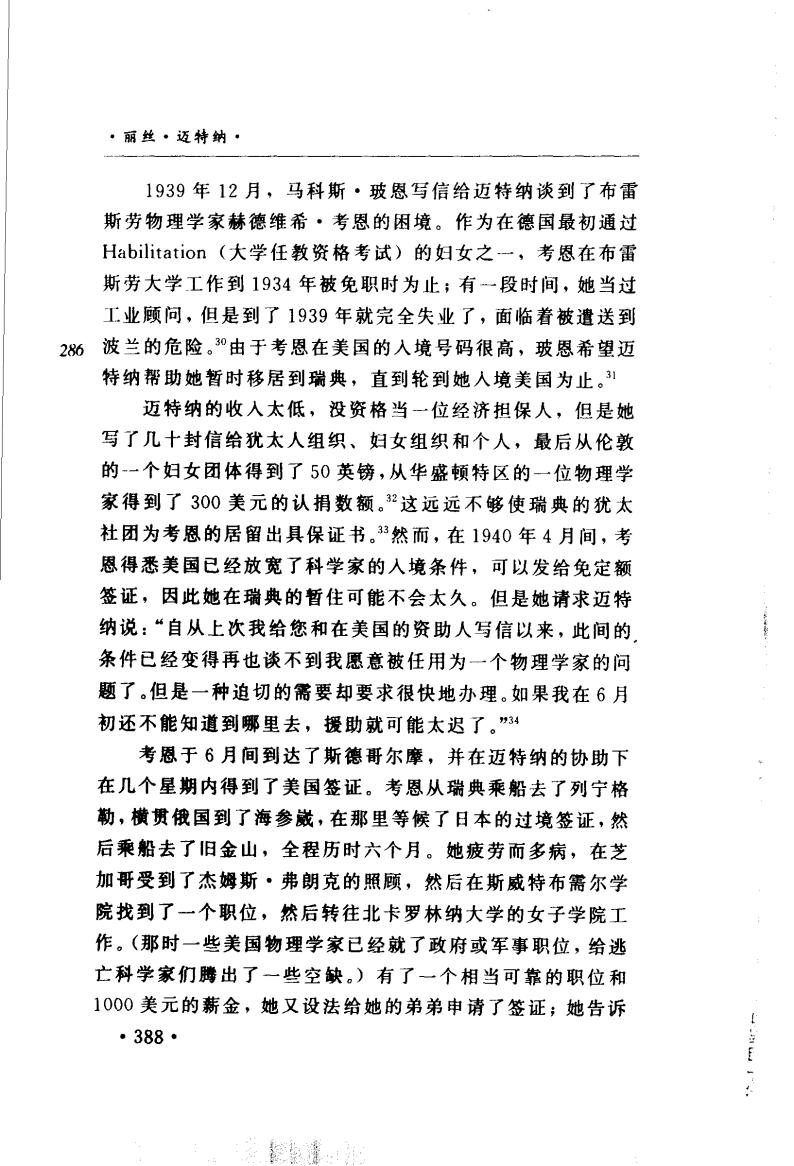 ·丽丝·迈特纳·
1939 年 12 月，马科斯·玻恩写信给迈特纳谈到了布雷
斯劳物理学家赫德维希·考恩的困境。作为在德国最初通过
Habilitation（大学任教资格考试）的妇女之一，考恩在布雷
斯劳大学工作到 1934 年被免职时为止；有一段时间，她当过
工业顾问，但是到了 1939 年就完全失业了，面临着被遣送到
286 波兰的危险。³⁰由于考恩在美国的入境号码很高，玻恩希望迈
特纳帮助她暂时移居到瑞典，直到轮到她入境美国为止。³¹
迈特纳的收入太低，没资格当一位经济担保人，但是她
写了几十封信给犹太人组织、妇女组织和个人，最后从伦敦
的一个妇女团体得到了 50 英镑，从华盛顿特区的一位物理学
家得到了 300 美元的认捐数额。³²这远远不够使瑞典的犹太
社团为考恩的居留出具保证书。³³然而，在 1940 年 4 月间，考
恩得悉美国已经放宽了科学家的入境条件，可以发给免定额
签证，因此她在瑞典的暂住可能不会太久。但是她请求迈特
纳说：“自从上次我给您和在美国的资助人写信以来，此间的
条件已经变得再也谈不到我愿意被任用为一个物理学家的问
题了。但是一种迫切的需要却要求很快地办理。如果我在 6 月
初还不能知道到哪里去，援助就可能太迟了。”³⁴
考恩于 6 月间到达了斯德哥尔摩，并在迈特纳的协助下
在几个星期内得到了美国签证。考恩从瑞典乘船去了列宁格
勒，横贯俄国到了海参崴，在那里等候了日本的过境签证，然
后乘船去了旧金山，全程历时六个月。她疲劳而多病，在芝
加哥受到了杰姆斯·弗朗克的照顾，然后在斯威特布需尔学
院找到了一个职位，然后转往北卡罗林纳大学的女子学院工
作。（那时一些美国物理学家已经就了政府或军事职位，给逃
亡科学家们腾出了一些空缺。）有了一个相当可靠的职位和
1000 美元的薪金，她又设法给她的弟弟申请了签证；她告诉
·388·